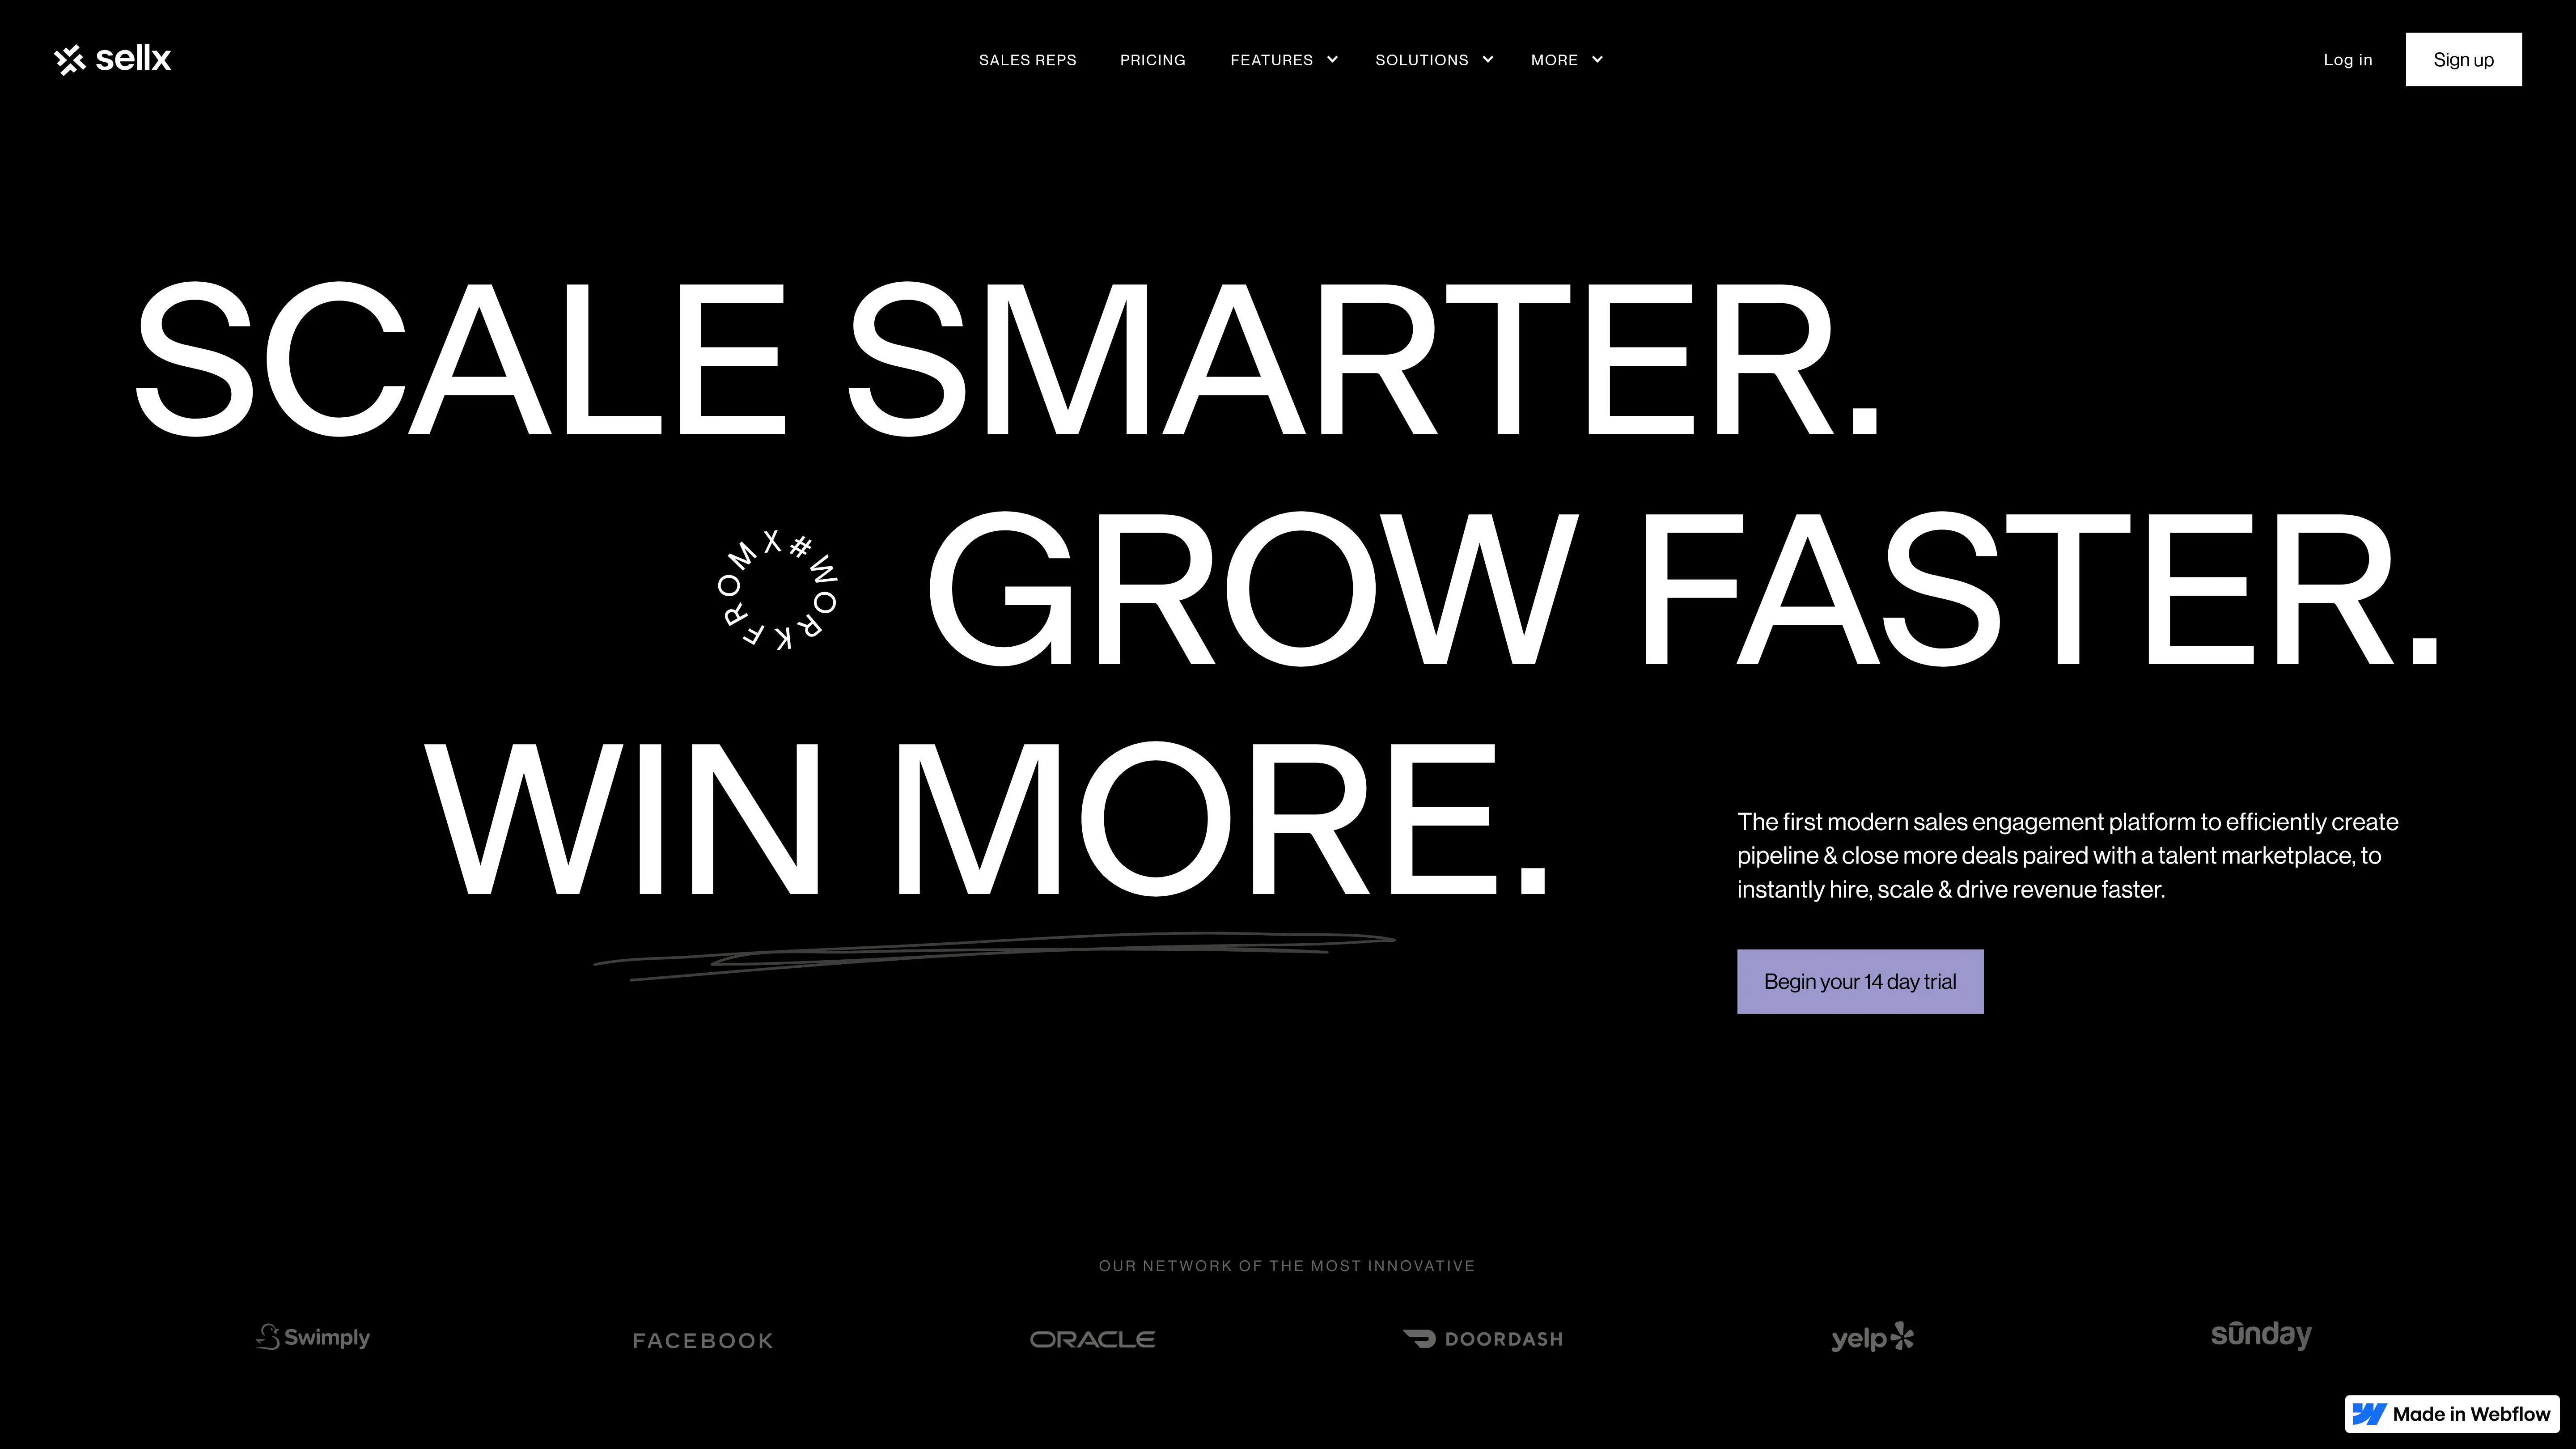 sellx
SALES REPS
PRICING
FEATURES
SOLUTIONS
MORE
Log in
Sign up
SCALE SMARTER.
#WORKFROMX
GROW FASTER.
WIN MORE.
The first modern sales engagement platform to efficiently create
pipeline & close more deals paired with a talent marketplace, to
instantly hire, scale & drive revenue faster.
Begin your 14 day trial
OUR NETWORK OF THE MOST INNOVATIVE
Swimply
FACEBOOK
ORACLE
DOORDASH
yelp
sunday
Made in Webflow